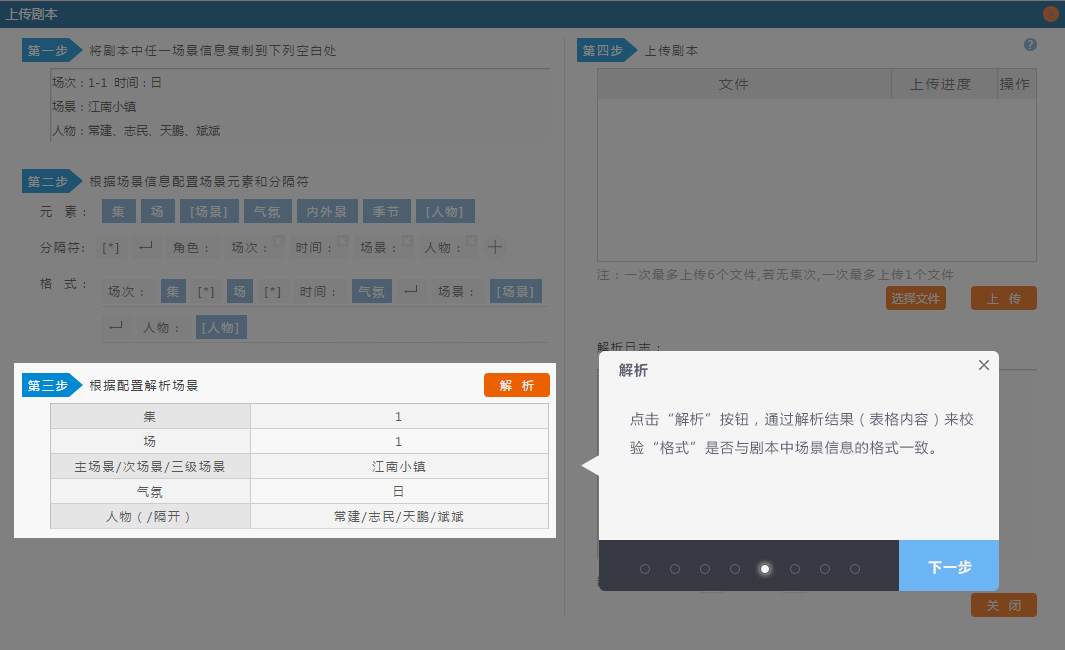 上传剧本
第一步 将剧本中任一场景信息复制到下列空白处
场次：1-1 时间：日
场景：江南小镇
人物：常建、志民、天鹏、斌斌
第二步 根据场景信息配置场景元素和分隔符
元 素： 集 场 [场景] 气氛 内外景 季节 [人物]
分隔符： [*] 角色： 场次： 时间： 场景： 人物：
格 式： 场次： 集 [*] 场 [*] 时间： 气氛 场景： [场景]
人物： [人物]
第三步 根据配置解析场景 解 析
集 1
场 1
主场景/次场景/三级场景 江南小镇
气氛 日
人物（/隔开） 常建/志民/天鹏/斌斌
第四步 上传剧本 ?
文件 上传进度 操作
注：一次最多上传6个文件,若无集次,一次最多上传1个文件
选择文件 上 传
解析日志：
解析
点击“解析”按钮，通过解析结果（表格内容）来校
验“格式”是否与剧本中场景信息的格式一致。
下一步
关 闭